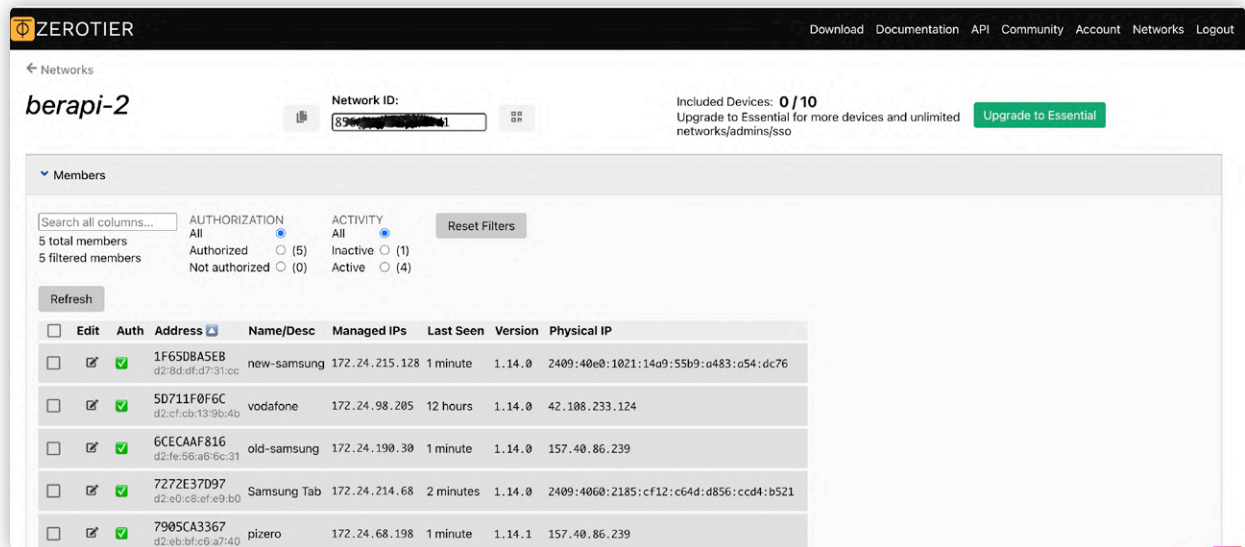 ZEROTIER
Download Documentation API Community Account Networks Logout
← Networks
berapi-2
Network ID:
Included Devices: 0 / 10
Upgrade to Essential for more devices and unlimited
networks/admins/sso
Upgrade to Essential
Members
Search all columns...
5 total members
5 filtered members
AUTHORIZATION
All
Authorized (5)
Not authorized (0)
ACTIVITY
All
Inactive (1)
Active (4)
Reset Filters
Refresh
Edit Auth Address Name/Desc Managed IPs Last Seen Version Physical IP
1F65DBA5EB new-samsung 172.24.215.128 1 minute 1.14.0 2409:40e0:1021:14a9:55b9:a483:a54:dc76
d2:8d:df:d7:31:cc
5D711F0F6C vodafone 172.24.98.205 12 hours 1.14.0 42.108.233.124
d2:cf:cb:13:9b:4b
6CECAAF816 old-samsung 172.24.190.30 1 minute 1.14.0 157.40.86.239
d2:fe:56:a6:6c:31
7272E37D97 Samsung Tab 172.24.214.68 2 minutes 1.14.0 2409:4060:2185:cf12:c64d:d856:ccd4:b521
d2:e0:c8:ef:e9:b0
7905CA3367 pizero 172.24.68.198 1 minute 1.14.1 157.40.86.239
d2:eb:bf:c6:a7:40